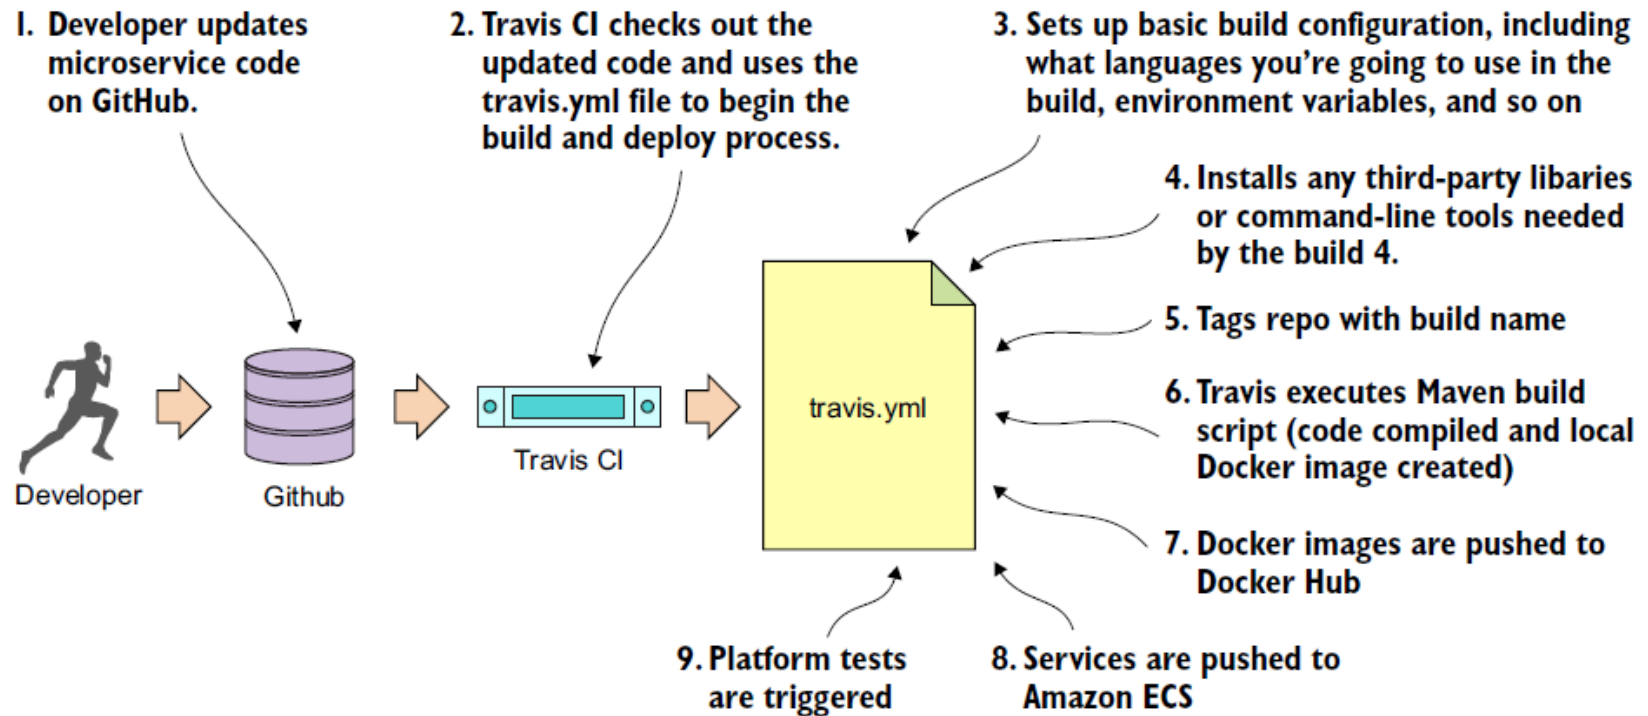 1. Developer updates
microservice code
on GitHub.
2. Travis CI checks out the
updated code and uses the
travis.yml file to begin the
build and deploy process.
3. Sets up basic build configuration, including
what languages you're going to use in the
build, environment variables, and so on
4. Installs any third-party libaries
or command-line tools needed
by the build 4.
5. Tags repo with build name
6. Travis executes Maven build
script (code compiled and local
Docker image created)
7. Docker images are pushed to
Docker Hub
8. Services are pushed to
Amazon ECS
9. Platform tests
are triggered
Developer
Github
Travis CI
travis.yml